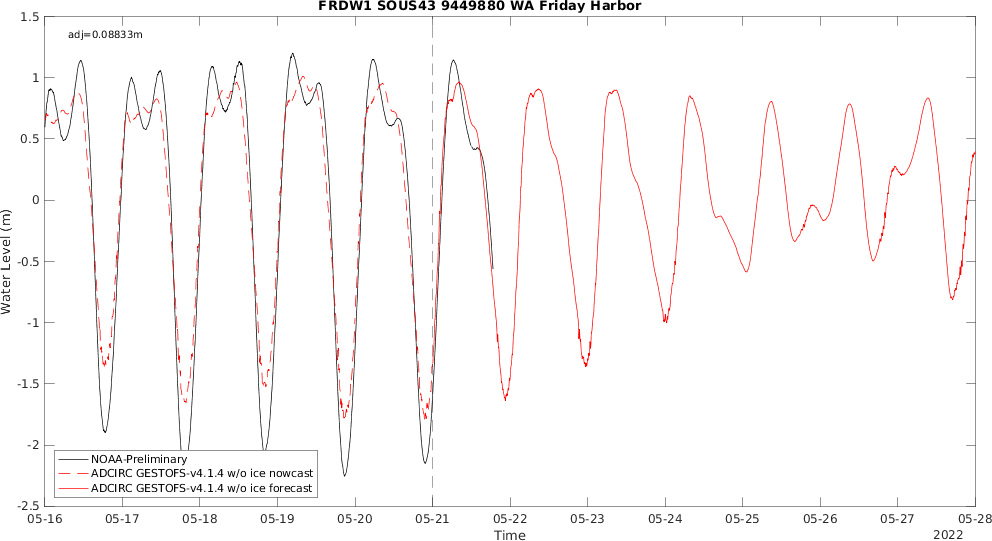 FRDW1 SOUS43 9449880 WA Friday Harbor
adj=0.08833m
Water Level (m)
1.5
1
0.5
0
-0.5
-1
-1.5
-2
-2.5
NOAA-Preliminary
ADCIRC GESTOFS-v4.1.4 w/o ice nowcast
ADCIRC GESTOFS-v4.1.4 w/o ice forecast
05-16 05-17 05-18 05-19 05-20 05-21 05-22 05-23 05-24 05-25 05-26 05-27 05-28
Time
2022